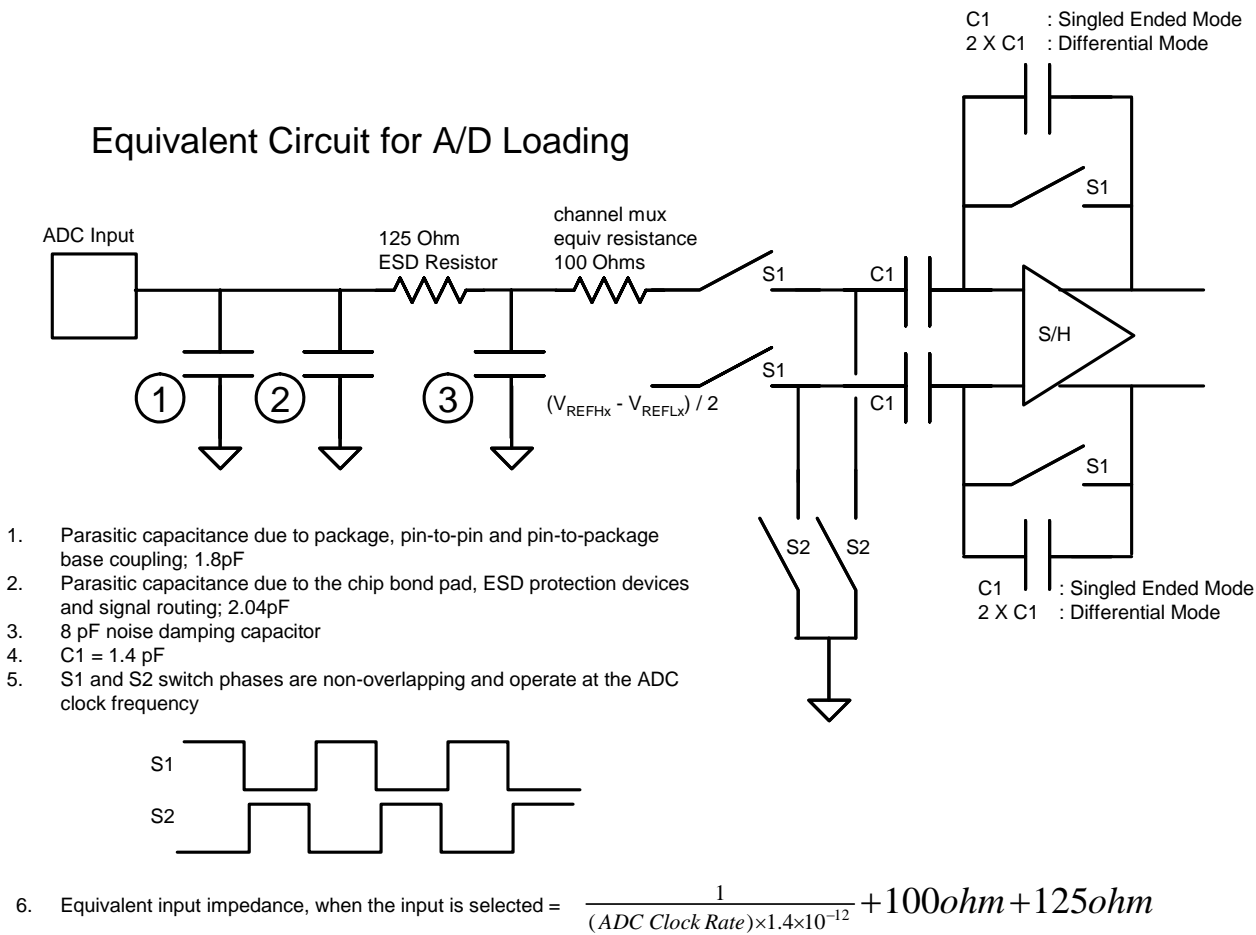 C1 : Singled Ended Mode
2 X C1 : Differential Mode
Equivalent Circuit for A/D Loading
ADC Input
125 Ohm
ESD Resistor
channel mux
equiv resistance
100 Ohms
S1
S1
C1
S/H
1
2
3
S1
(V_REFHx - V_REFLx) / 2
C1
S1
S2
S2
C1 : Singled Ended Mode
2 X C1 : Differential Mode
1. Parasitic capacitance due to package, pin-to-pin and pin-to-package
base coupling; 1.8pF
2. Parasitic capacitance due to the chip bond pad, ESD protection devices
and signal routing; 2.04pF
3. 8 pF noise damping capacitor
4. C1 = 1.4 pF
5. S1 and S2 switch phases are non-overlapping and operate at the ADC
clock frequency
S1
S2
6. Equivalent input impedance, when the input is selected = 1 / (ADC Clock Rate)×1.4×10⁻¹² +100ohm+125ohm